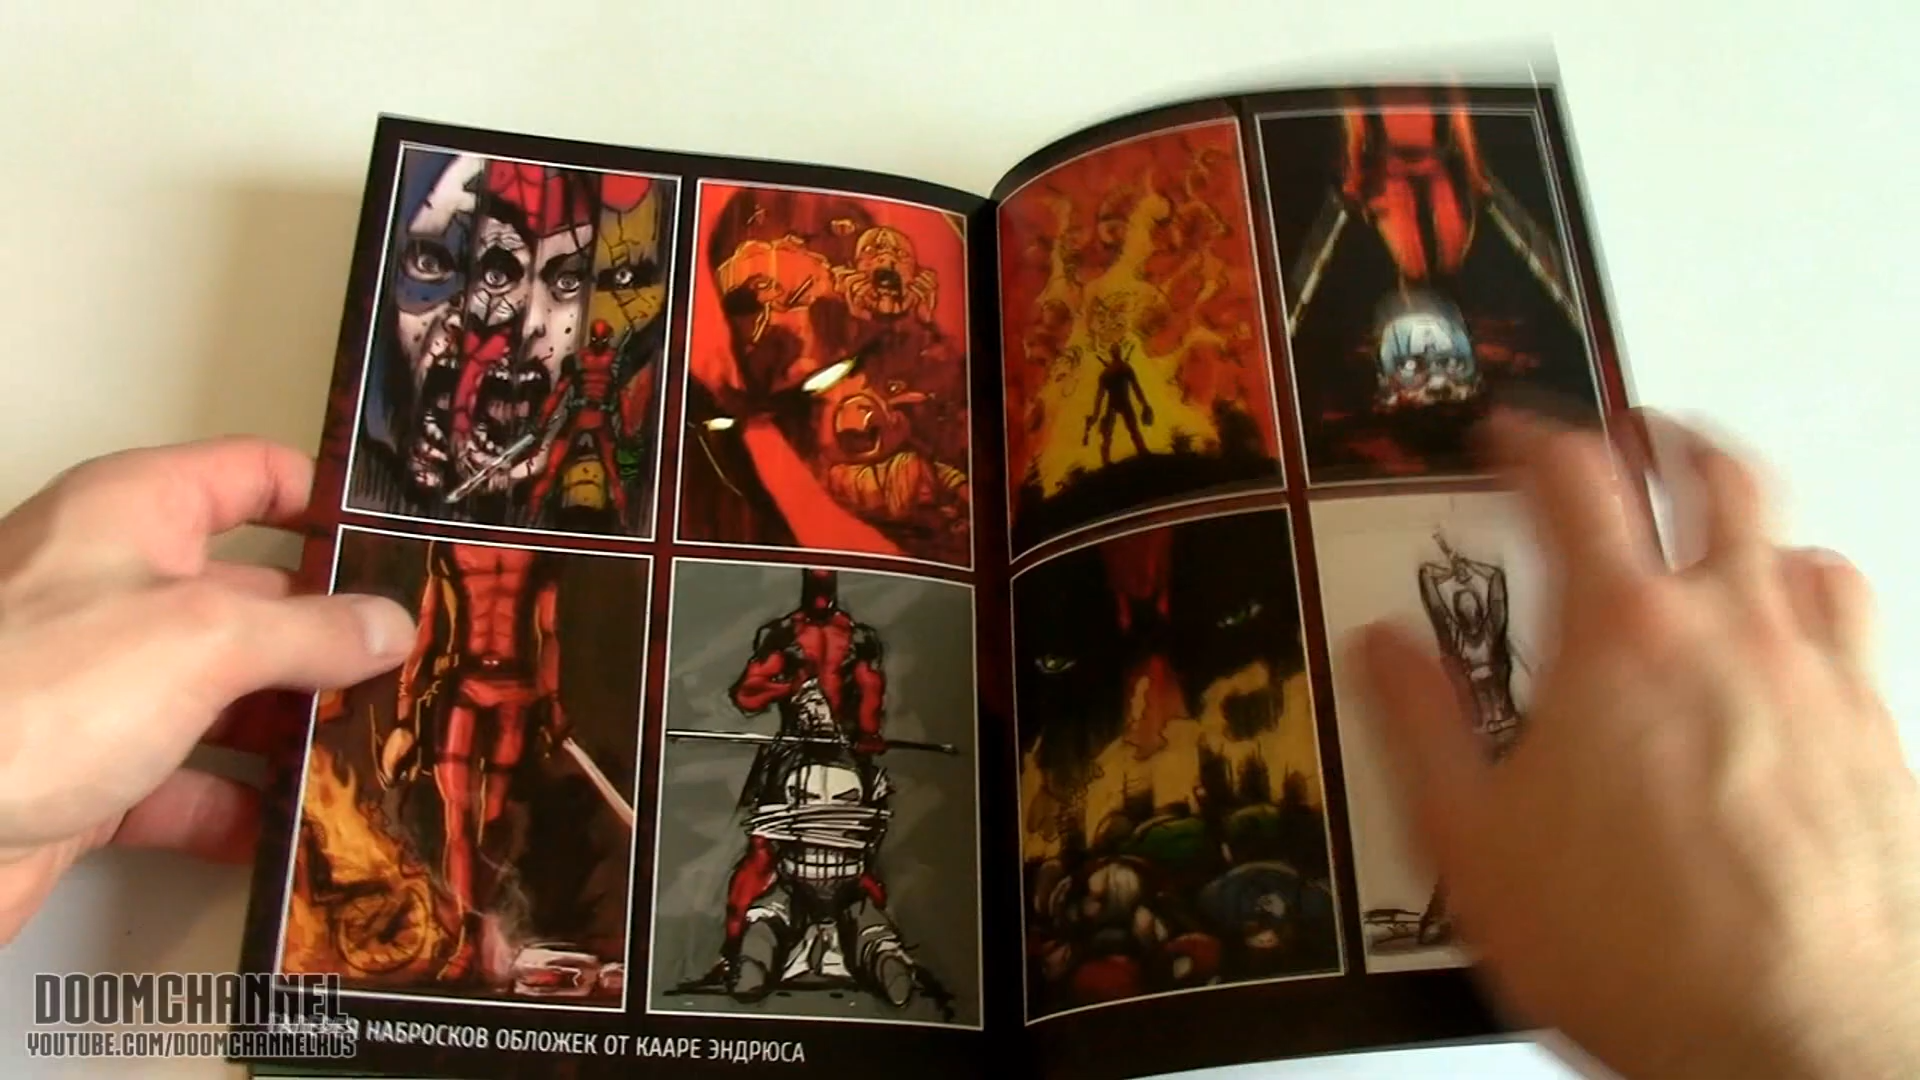 DOOMCHANNEL
YOUTUBE.COM/DOOMCHANNELRUS
НАБРОСКОВ ОБЛОЖЕК ОТ КААРЕ ЭНДРЮСА